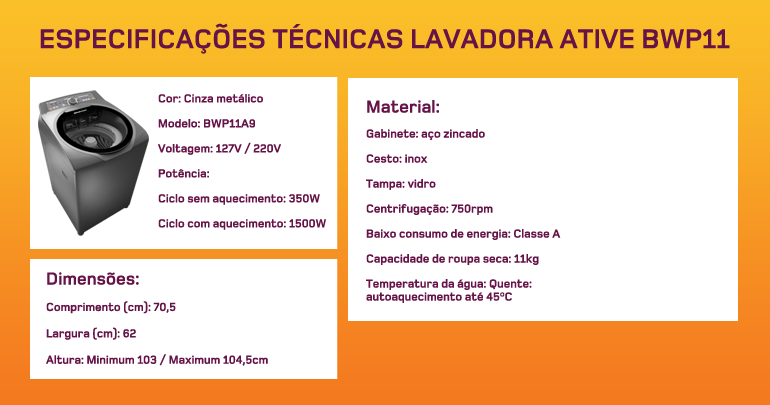 ESPECIFICAÇÕES TÉCNICAS LAVADORA ATIVE BWP11
Cor: Cinza metálico
Modelo: BWP11A9
Voltagem: 127V / 220V
Potência:
Ciclo sem aquecimento: 350W
Ciclo com aquecimento: 1500W
Dimensões:
Comprimento (cm): 70,5
Largura (cm): 62
Altura: Minimum 103 / Maximum 104,5cm
Material:
Gabinete: aço zincado
Cesto: inox
Tampa: vidro
Centrifugação: 750rpm
Baixo consumo de energia: Classe A
Capacidade de roupa seca: 11kg
Temperatura da água: Quente:
autoaquecimento até 45ºC